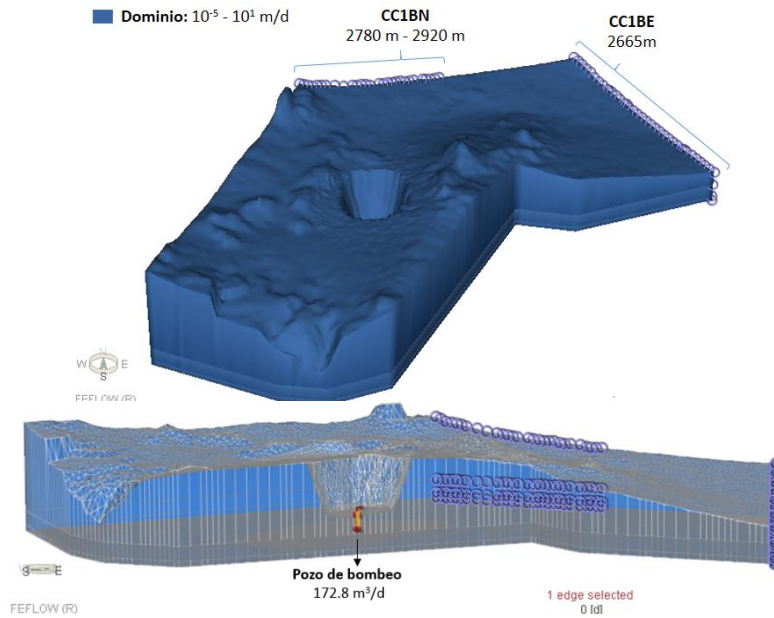 Dominio: 10⁻⁵ - 10¹ m/d
CC1BN
2780 m - 2920 m
CC1BE
2665m
N
W E
S
FEFLOW (R)
S E
Pozo de bombeo
172.8 m³/d
1 edge selected
0 [d]
FEFLOW (R)